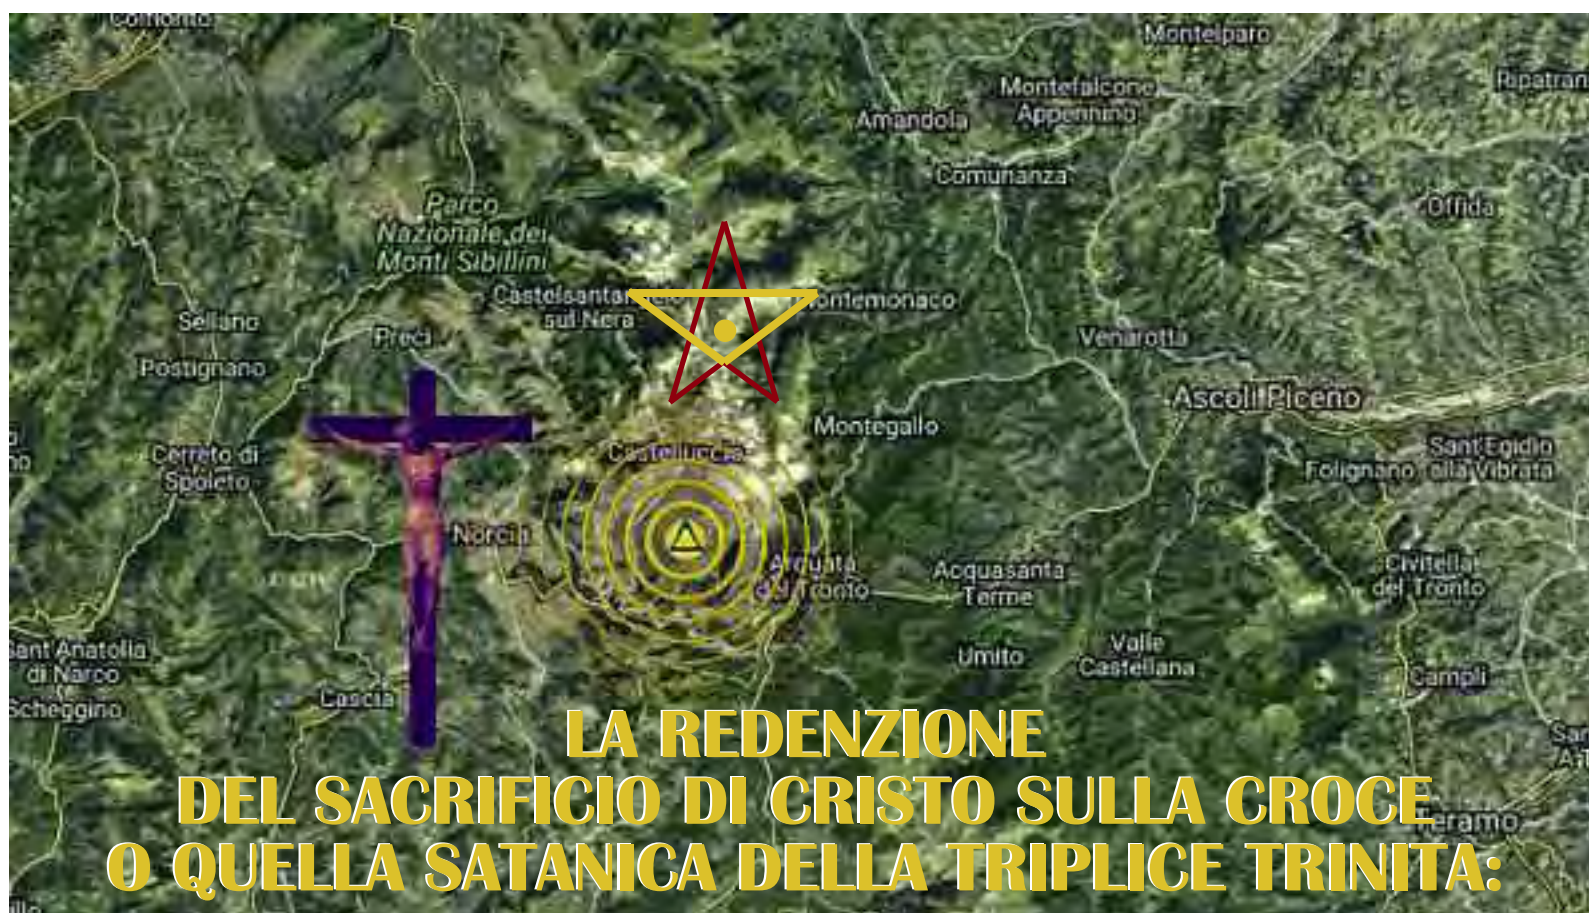 Colfiorito
Montelparo
Montefalcone
Appennino
Amandola
Comunanza
Parco
Nazionale dei
Monti Sibillini
Offida
Sellano
Preci
Postignano
sul Nera
Venarotta
Ascoli Piceno
Montegallo
Castelluccio
Cerreto di
Spoleto
Sant'Egidio
alla Vibrata
Folignano
Norcia
Arquata
del Tronto
Acquasanta
Terme
Civitella
del Tronto
Umito
Valle
Castellana
Campli
Sant Anatolia
di Narco
Scheggino
Cascia
LA REDENZIONE
DEL SACRIFICIO DI CRISTO SULLA CROCE
Teramo
O QUELLA SATANICA DELLA TRIPLICE TRINITA: